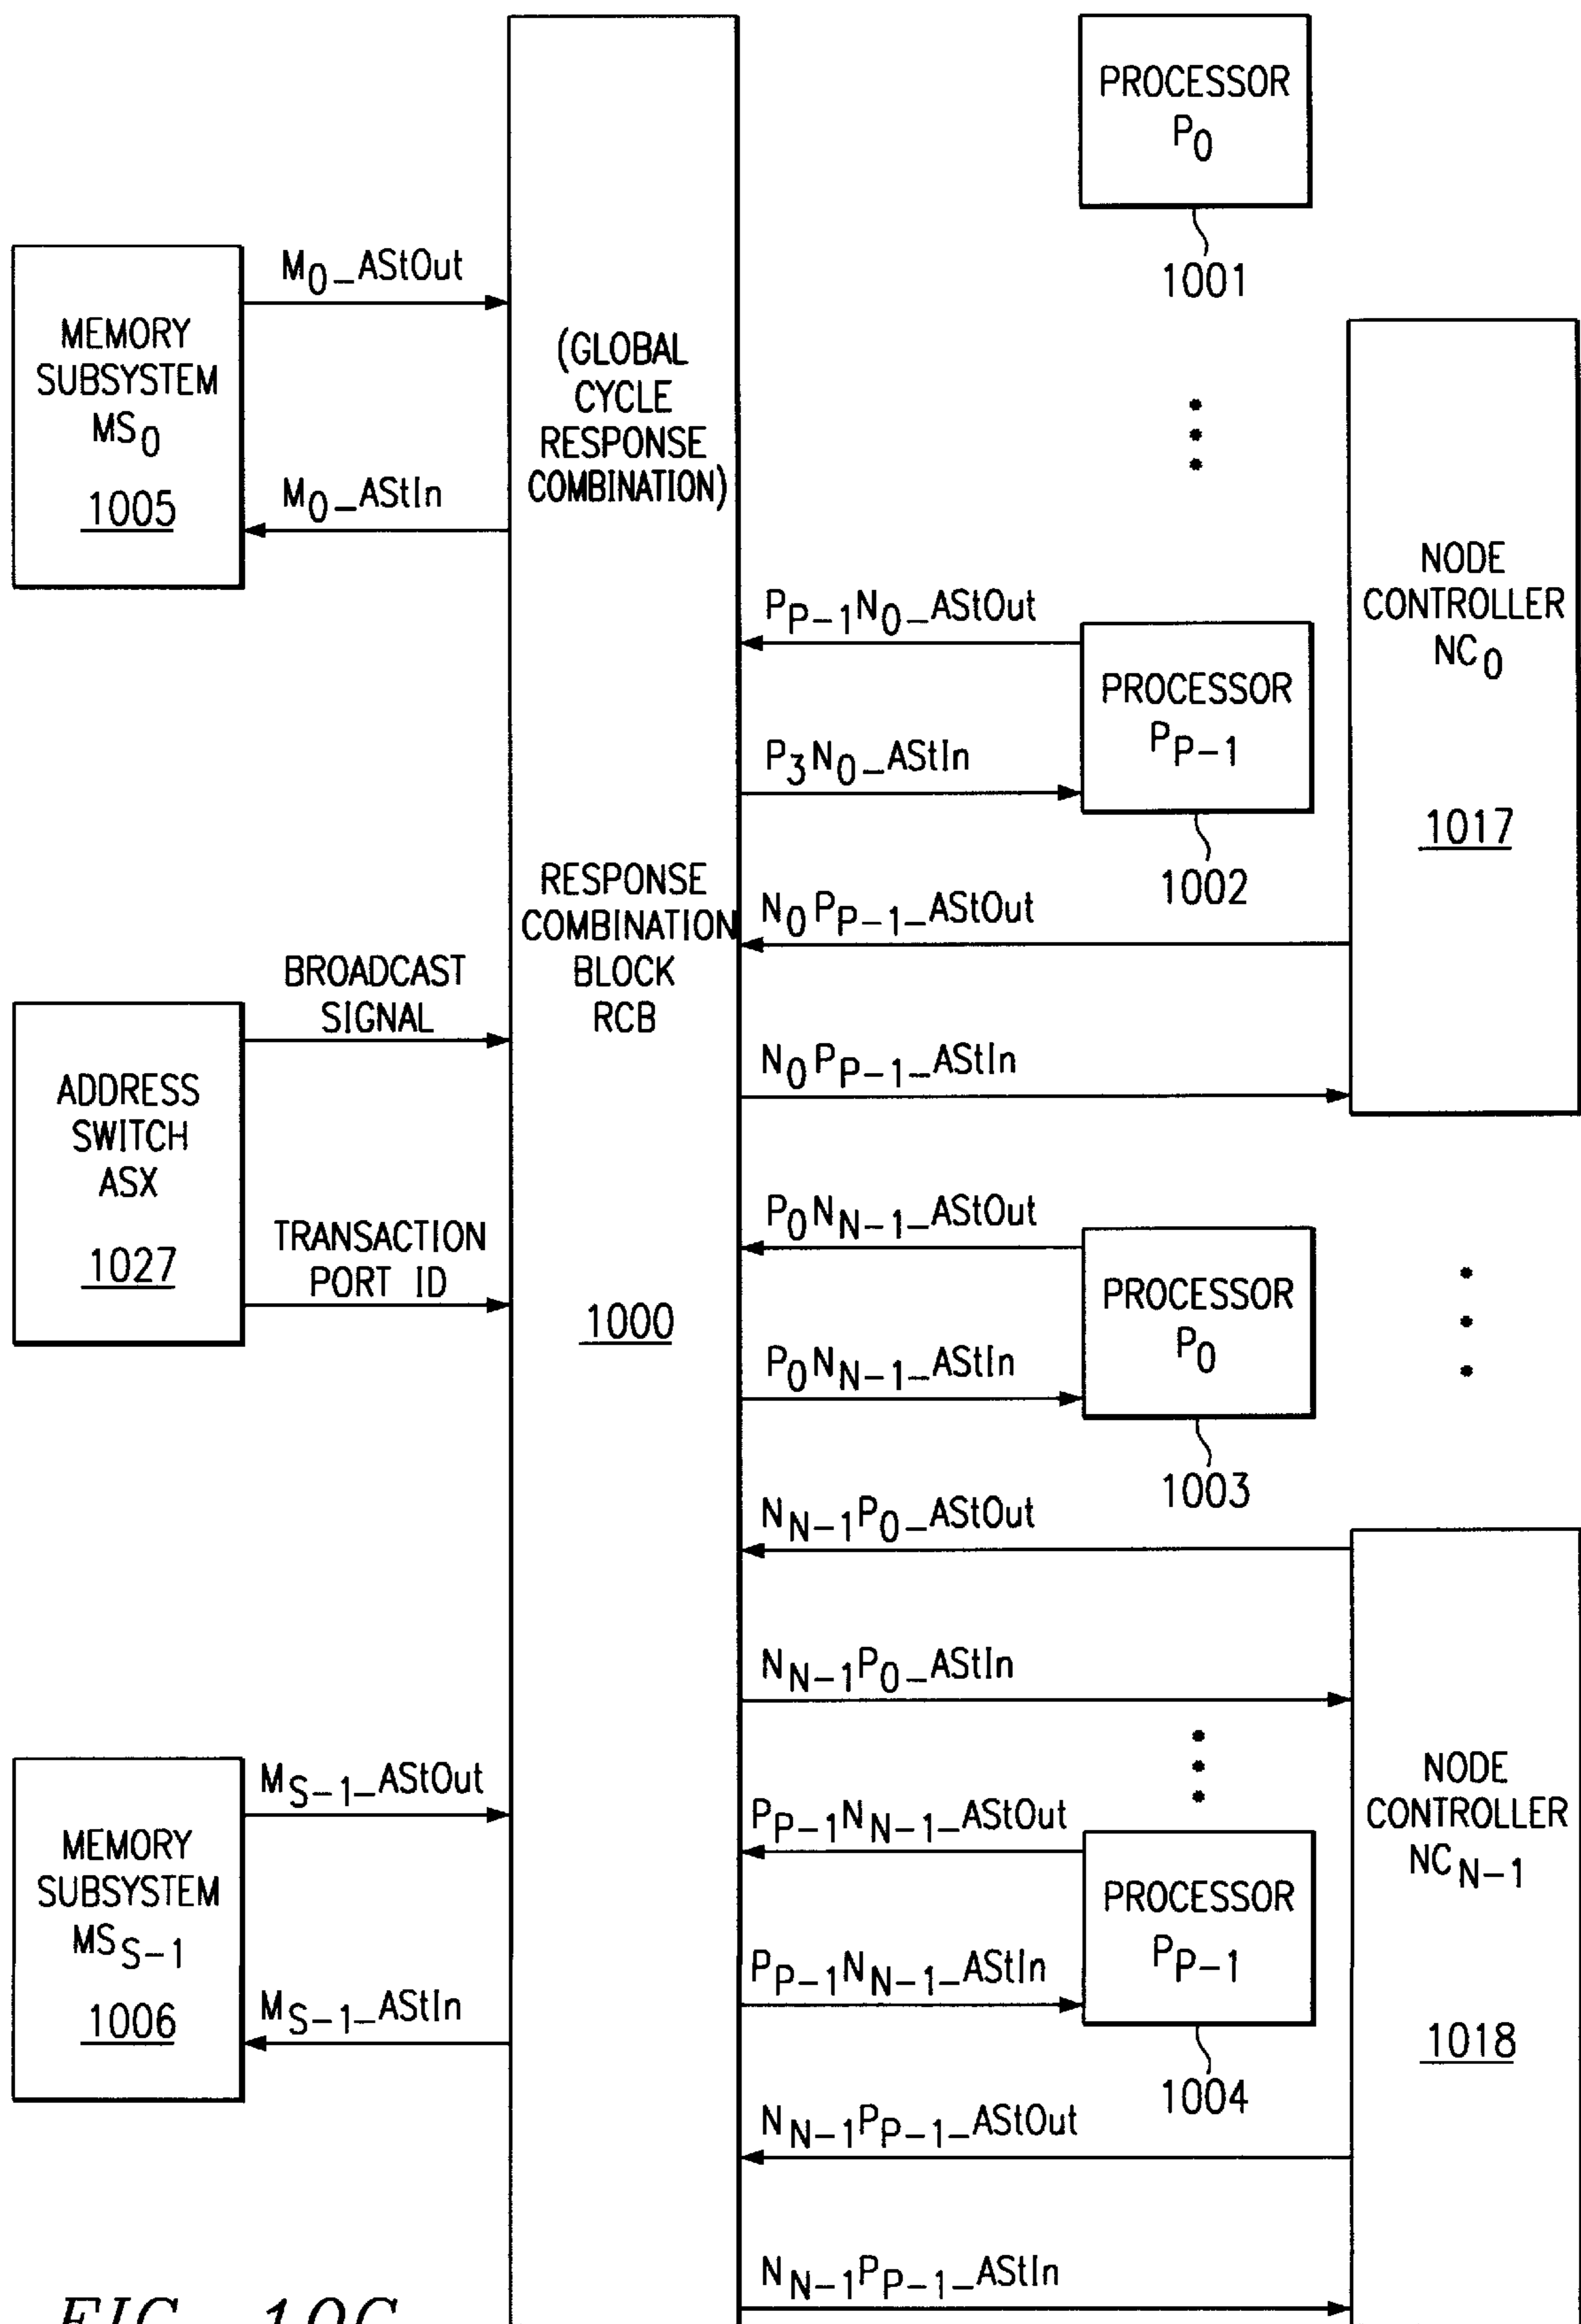 PROCESSOR
P0
1001
M0_AStOut
MEMORY
SUBSYSTEM
MS0
1005
M0_AStIn
(GLOBAL
CYCLE
RESPONSE
COMBINATION)
NODE
CONTROLLER
NC0
1017
PP-1N0_AStOut
PROCESSOR
PP-1
P3N0_AStIn
1002
RESPONSE
COMBINATION
BLOCK
RCB
1000
N0PP-1_AStOut
N0PP-1_AStIn
BROADCAST
SIGNAL
ADDRESS
SWITCH
ASX
1027
TRANSACTION
PORT ID
P0NN-1_AStOut
PROCESSOR
P0
P0NN-1_AStIn
1003
NN-1P0_AStOut
NN-1P0_AStIn
MS-1_AStOut
MEMORY
SUBSYSTEM
MSS-1
1006
MS-1_AStIn
PP-1NN-1_AStOut
PROCESSOR
PP-1
PP-1NN-1_AStIn
1004
NODE
CONTROLLER
NCN-1
1018
NN-1PP-1_AStOut
NN-1PP-1_AStIn
FIG. 10C